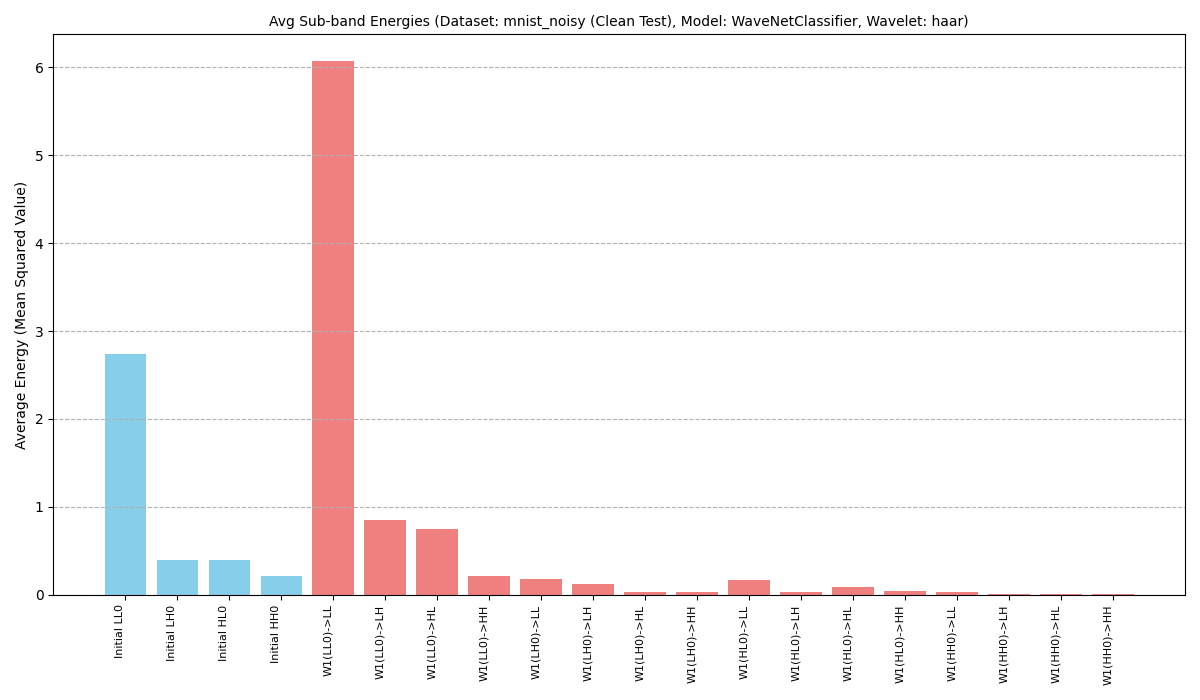 Avg Sub-band Energies (Dataset: mnist_noisy (Clean Test), Model: WaveNetClassifier, Wavelet: haar)
Average Energy (Mean Squared Value)
6
5
4
3
2
1
0
Initial LL0
Initial LH0
Initial HL0
Initial HH0
W1(LL0)->LL
W1(LL0)->LH
W1(LL0)->HL
W1(LL0)->HH
W1(LH0)->LL
W1(LH0)->LH
W1(LH0)->HL
W1(LH0)->HH
W1(HL0)->LL
W1(HL0)->LH
W1(HL0)->HL
W1(HL0)->HH
W1(HH0)->LL
W1(HH0)->LH
W1(HH0)->HL
W1(HH0)->HH